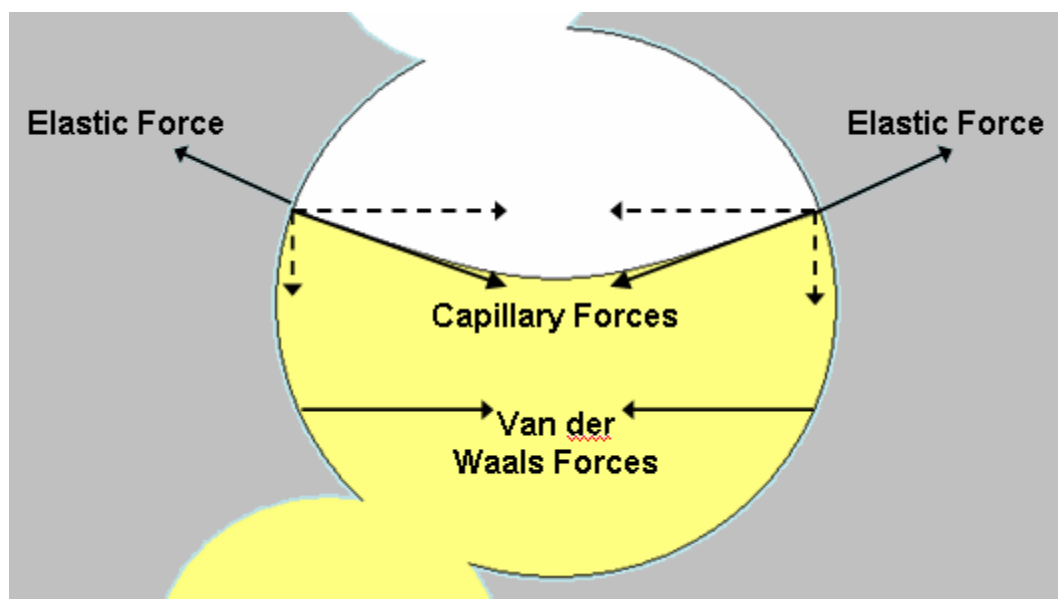 Elastic Force
Elastic Force
Capillary Forces
Van der
Waals Forces